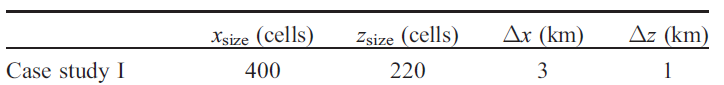 x_size (cells) z_size (cells) Δx (km) Δz (km)
Case study I 400 220 3 1